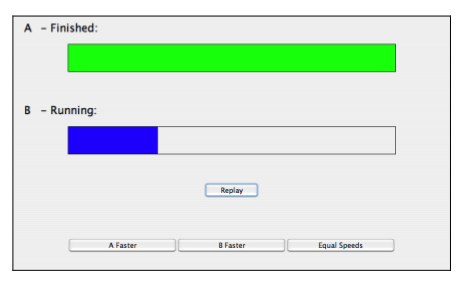 A – Finished:
B – Running:
Replay
A Faster B Faster Equal Speeds